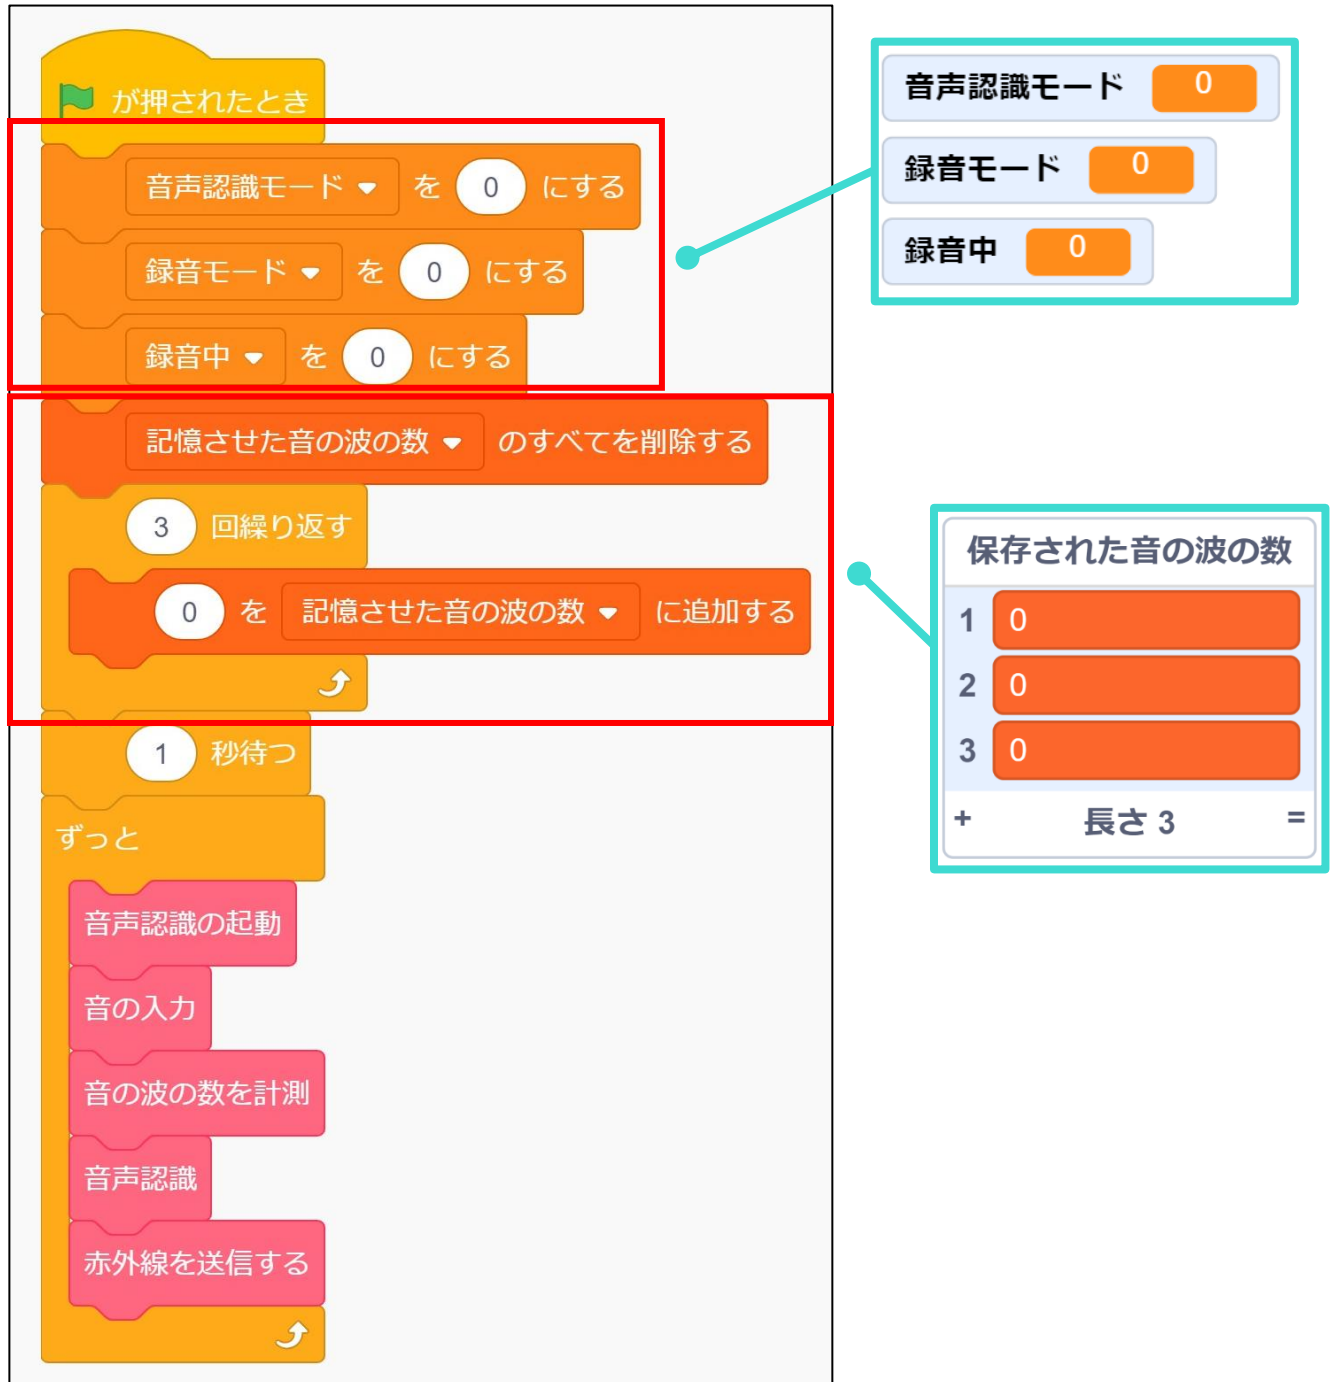 が押されたとき
音声認識モード を 0 にする
録音モード を 0 にする
録音中 を 0 にする
記憶させた音の波の数 のすべてを削除する
3 回繰り返す
0 を 記憶させた音の波の数 に追加する
1 秒待つ
ずっと
音声認識の起動
音の入力
音の波の数を計測
音声認識
赤外線を送信する
音声認識モード 0
録音モード 0
録音中 0
保存された音の波の数
1 0
2 0
3 0
+ 長さ 3 =